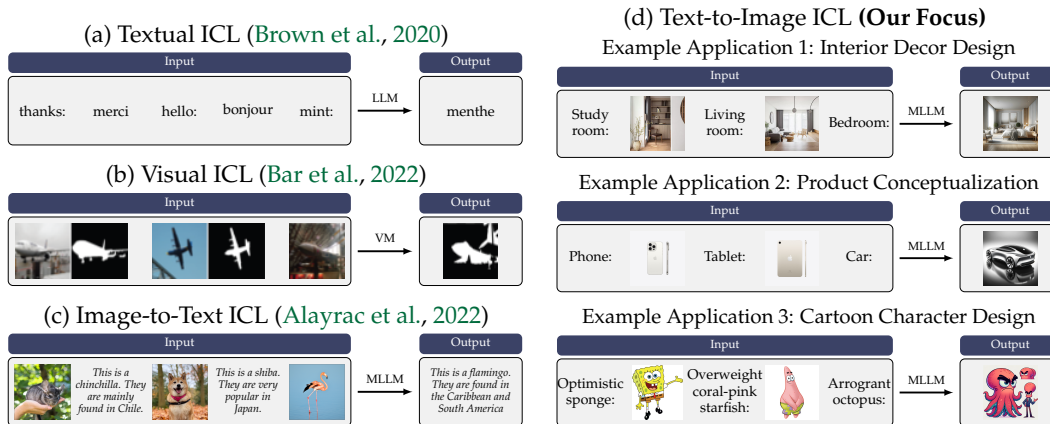 (a) Textual ICL (Brown et al., 2020)
Input
Output
thanks: merci hello: bonjour mint:
LLM
menthe
(b) Visual ICL (Bar et al., 2022)
Input
Output
VM
(c) Image-to-Text ICL (Alayrac et al., 2022)
Input
Output
This is a
chinchilla. They
are mainly
found in Chile.
This is a shiba.
They are very
popular in
Japan.
MLLM
This is a flamingo.
They are found in
the Caribbean and
South America
(d) Text-to-Image ICL (Our Focus)
Example Application 1: Interior Decor Design
Input
Output
Study
room:
Living
room:
Bedroom:
MLLM
Example Application 2: Product Conceptualization
Input
Output
Phone:
Tablet:
Car:
MLLM
Example Application 3: Cartoon Character Design
Input
Output
Optimistic
sponge:
Overweight
coral-pink
starfish:
Arrogrant
octopus:
MLLM